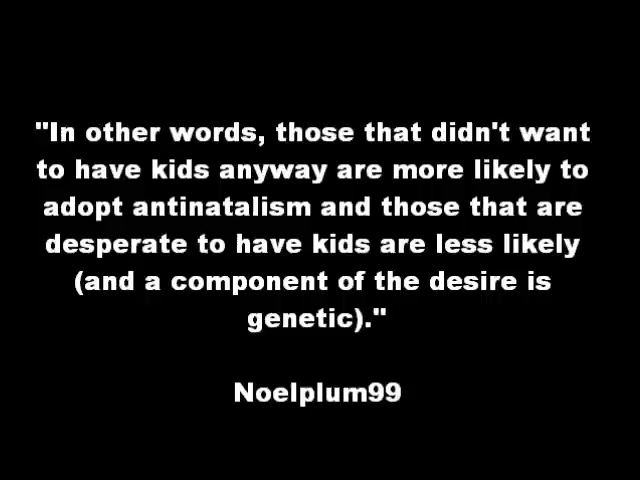 "In other words, those that didn't want
to have kids anyway are more likely to
adopt antinatalism and those that are
desperate to have kids are less likely
(and a component of the desire is
genetic)."
Noelplum99